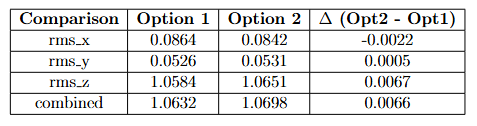 Comparison Option 1 Option 2 Δ (Opt2 - Opt1)
rms_x 0.0864 0.0842 -0.0022
rms_y 0.0526 0.0531 0.0005
rms_z 1.0584 1.0651 0.0067
combined 1.0632 1.0698 0.0066